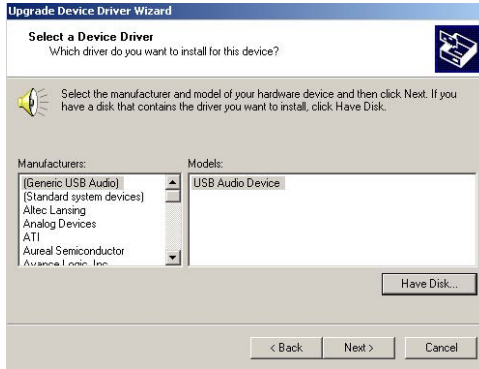 Upgrade Device Driver Wizard
Select a Device Driver
Which driver do you want to install for this device?
Select the manufacturer and model of your hardware device and then click Next. If you
have a disk that contains the driver you want to install, click Have Disk.
Manufacturers:
(Generic USB Audio)
(Standard system devices)
Altec Lansing
Analog Devices
ATI
Aureal Semiconductor
Avance Logic, Inc.
Models:
USB Audio Device
Have Disk...
< Back
Next >
Cancel